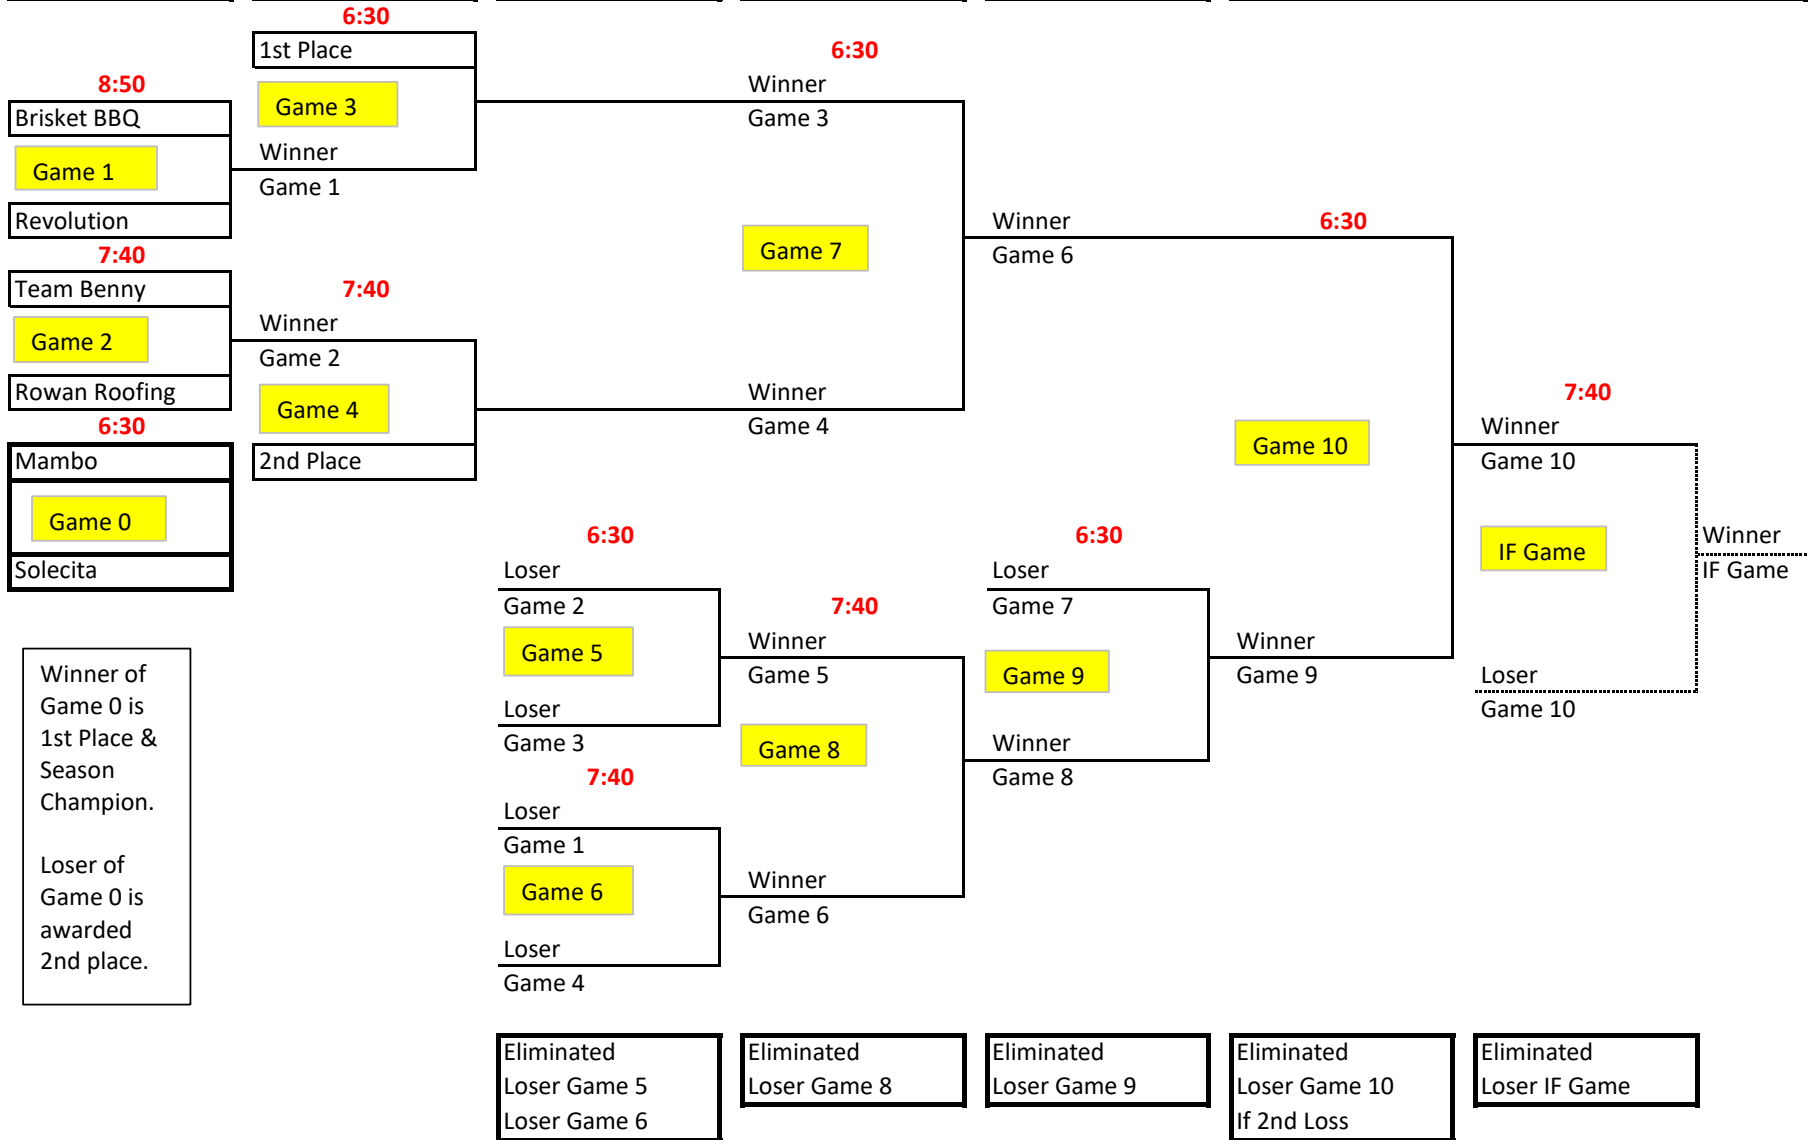 8:50
Brisket BBQ
Game 1
Revolution
7:40
Team Benny
Game 2
Rowan Roofing
6:30
Mambo
Game 0
Solecita
Winner of
Game 0 is
1st Place &
Season
Champion.
Loser of
Game 0 is
awarded
2nd place.
6:30
1st Place
Game 3
Winner
Game 1
7:40
Winner
Game 2
Game 4
2nd Place
6:30
Loser
Game 2
Game 5
Loser
Game 3
7:40
Loser
Game 1
Game 6
Loser
Game 4
Eliminated
Loser Game 5
Loser Game 6
6:30
Winner
Game 3
Game 7
Winner
Game 4
7:40
Winner
Game 5
Game 8
Winner
Game 6
Eliminated
Loser Game 8
Winner
Game 6
6:30
Loser
Game 7
Game 9
Winner
Game 8
Eliminated
Loser Game 9
6:30
Game 10
Winner
Game 9
Eliminated
Loser Game 10
If 2nd Loss
7:40
Winner
Game 10
IF Game
Loser
Game 10
Eliminated
Loser IF Game
Winner
IF Game